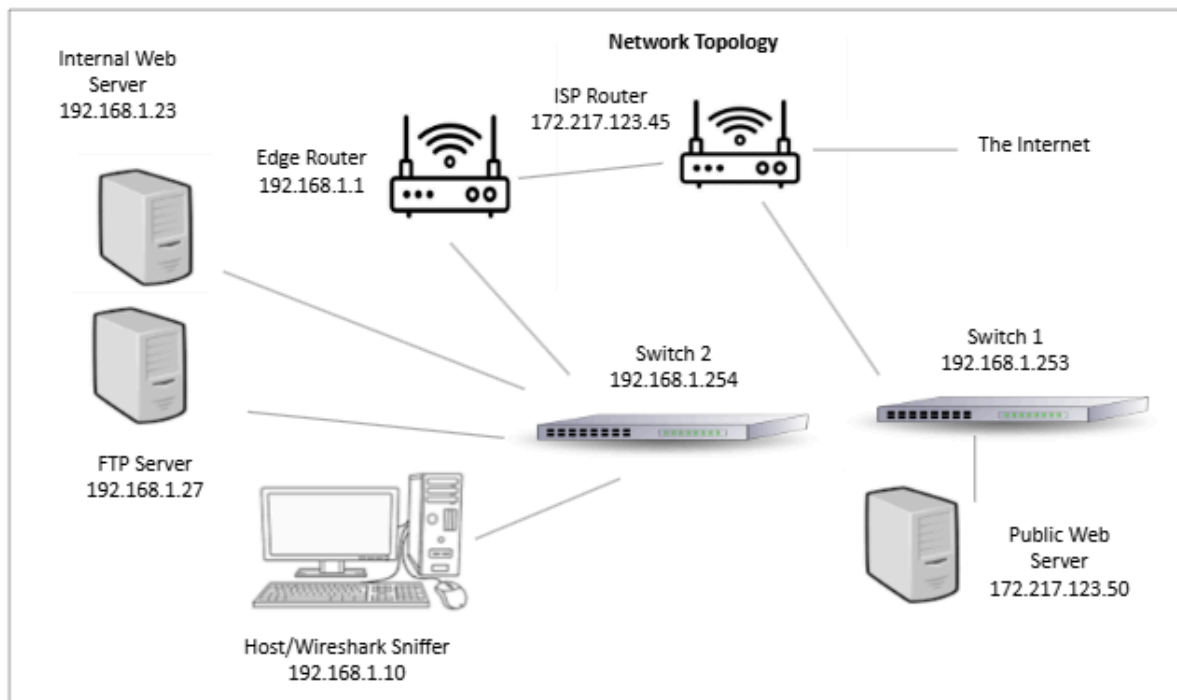 Network Topology
Internal Web
Server
192.168.1.23
ISP Router
172.217.123.45
Edge Router
192.168.1.1
The Internet
Switch 2
192.168.1.254
Switch 1
192.168.1.253
FTP Server
192.168.1.27
Public Web
Server
172.217.123.50
Host/Wireshark Sniffer
192.168.1.10